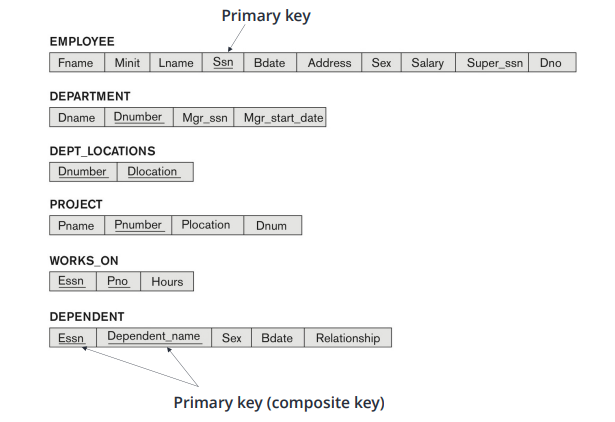 Primary key
EMPLOYEE
Fname Minit Lname Ssn Bdate Address Sex Salary Super_ssn Dno
DEPARTMENT
Dname Dnumber Mgr_ssn Mgr_start_date
DEPT_LOCATIONS
Dnumber Dlocation
PROJECT
Pname Pnumber Plocation Dnum
WORKS_ON
Essn Pno Hours
DEPENDENT
Essn Dependent_name Sex Bdate Relationship
Primary key (composite key)